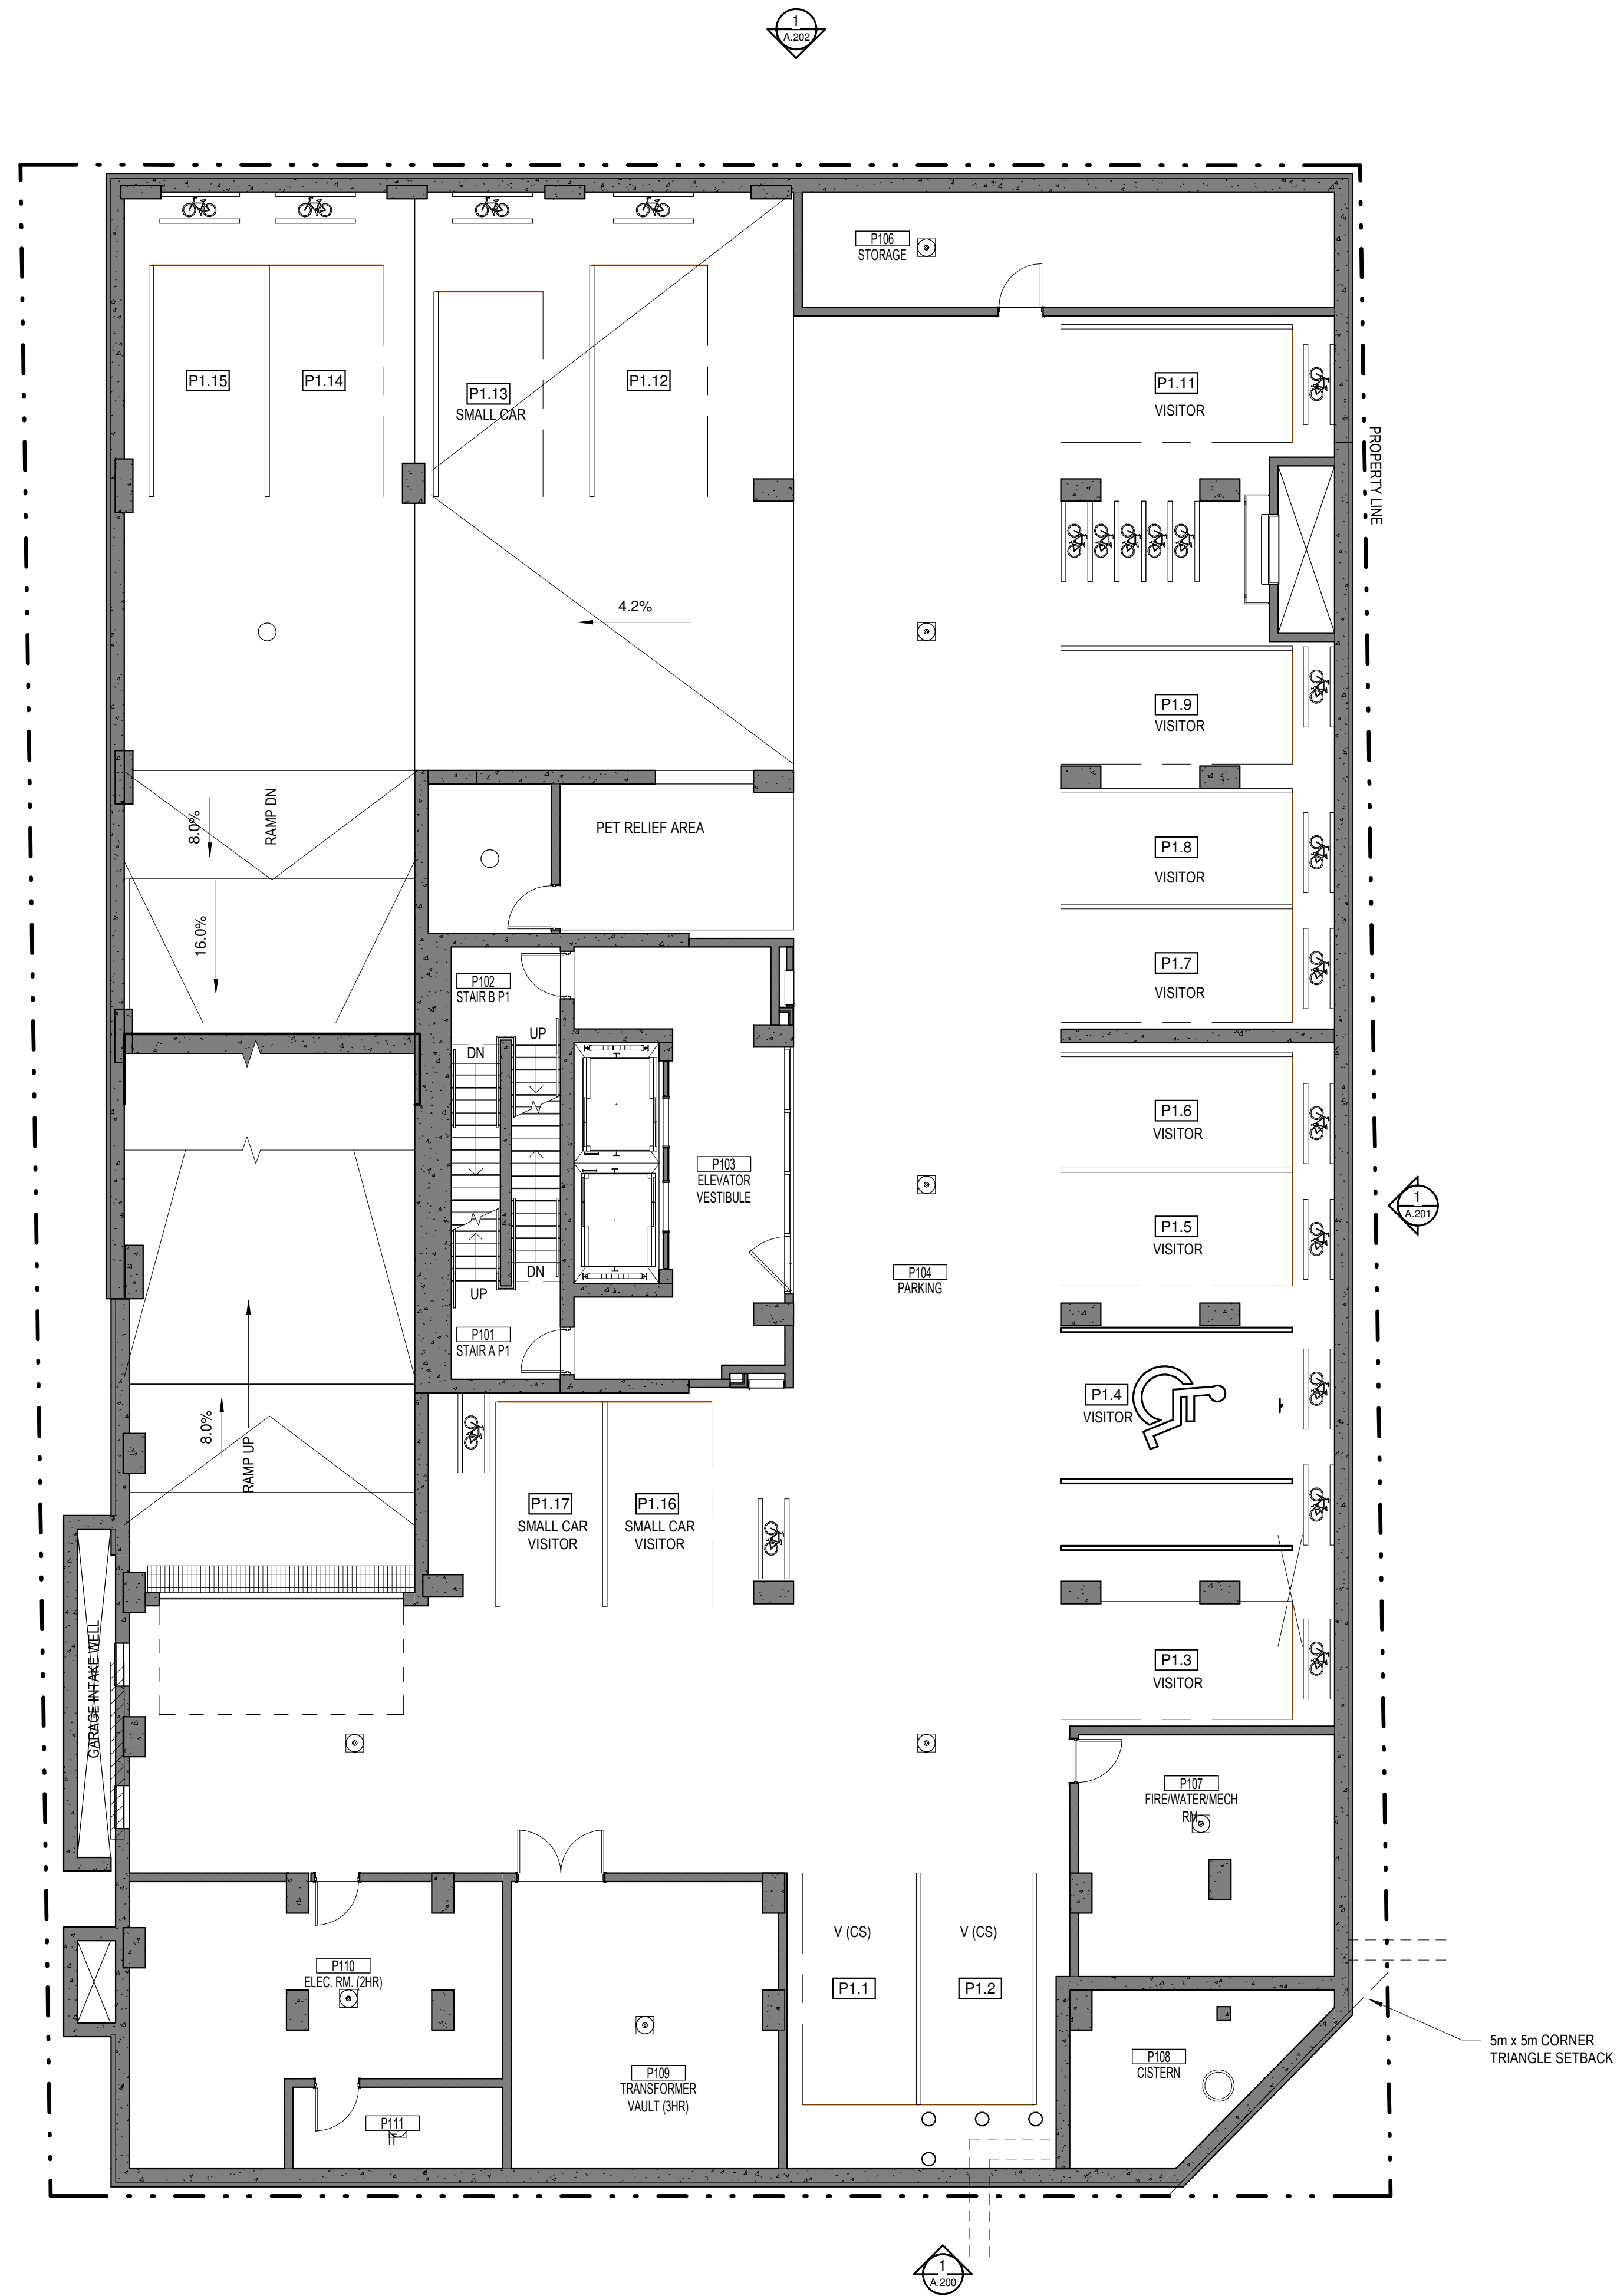 1
A.202
P106
STORAGE
P1.15
P1.14
P1.13
SMALL CAR
P1.12
P1.11
VISITOR
PROPERTY LINE
4.2%
P1.9
VISITOR
8.0%
RAMP DN
PET RELIEF AREA
P1.8
VISITOR
16.0%
P1.7
VISITOR
P102
STAIR B P1
UP
DN
P1.6
VISITOR
P103
ELEVATOR
VESTIBULE
1
A.201
P1.5
VISITOR
DN
UP
P104
PARKING
P101
STAIR A P1
P1.4
VISITOR
8.0%
RAMP UP
P1.17
SMALL CAR
VISITOR
P1.16
SMALL CAR
VISITOR
P1.3
VISITOR
GARAGE INTAKE WELL
P107
FIRE/WATER/MECH
RM.
V (CS)
V (CS)
P110
ELEC. RM. (2HR)
P1.1
P1.2
5m x 5m CORNER
TRIANGLE SETBACK
P108
CISTERN
P109
TRANSFORMER
VAULT (3HR)
P111
IT
1
A.200